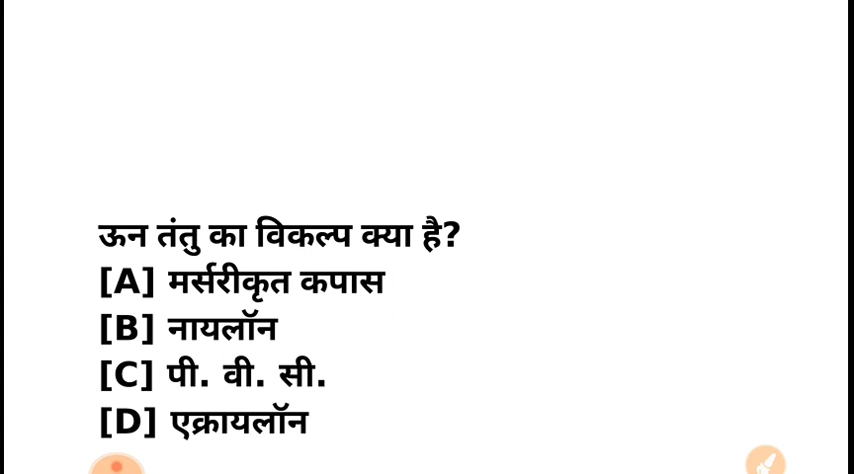 ऊन तंतु का विकल्प क्या है?
[A] मर्सरीकृत कपास
[B] नायलॉन
[C] पी. वी. सी.
[D] एक्रायलॉन